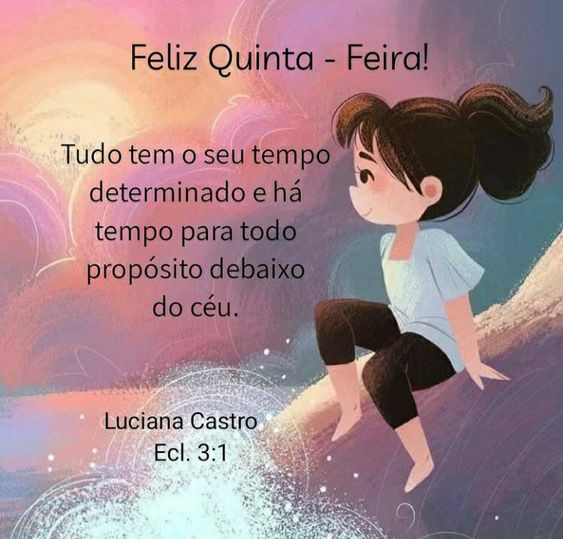 Feliz Quinta - Feira!
Tudo tem o seu tempo
determinado e há
tempo para todo
propósito debaixo
do céu.
Luciana Castro
Ecl. 3:1